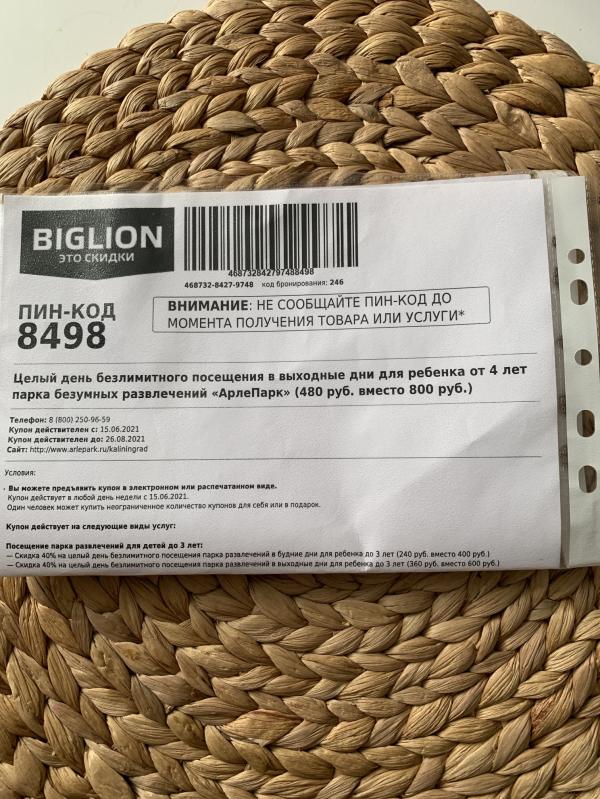 BIGLION
ЭТО СКИДКИ
468732842797488498
468732-8427-9748 код бронирования: 246
ПИН-КОД
8498
ВНИМАНИЕ: НЕ СООБЩАЙТЕ ПИН-КОД ДО
МОМЕНТА ПОЛУЧЕНИЯ ТОВАРА ИЛИ УСЛУГИ*
Целый день безлимитного посещения в выходные дни для ребенка от 4 лет
парка безумных развлечений «АрлеПарк» (480 руб. вместо 800 руб.)
Телефон: 8 (800) 250-96-59
Купон действителен с: 15.06.2021
Купон действителен до: 26.08.2021
Сайт: http://www.arlepark.ru/kaliningrad
Условия:
· Вы можете предъявить купон в электронном или распечатанном виде.
Купон действует в любой день недели с 15.06.2021.
Один человек может купить неограниченное количество купонов для себя или в подарок.
Купон действует на следующие виды услуг:
Посещение парка развлечений для детей до 3 лет:
— Скидка 40% на целый день безлимитного посещения парка развлечений в будние дни для ребенка до 3 лет (240 руб. вместо 400 руб.)
— Скидка 40% на целый день безлимитного посещения парка развлечений в выходные дни для ребенка до 3 лет (360 руб. вместо 600 руб.)